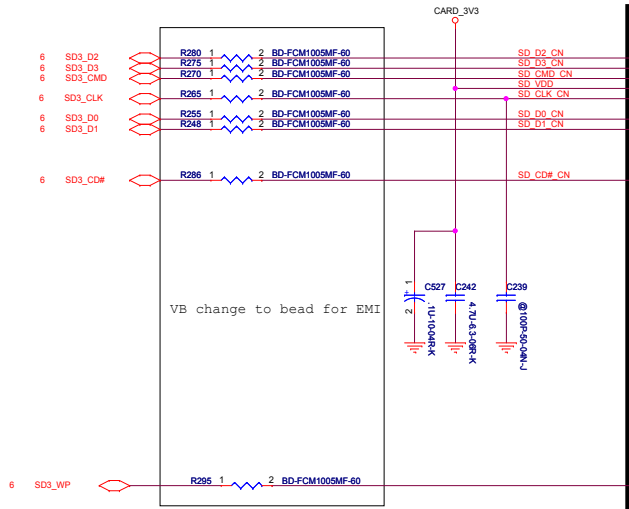 CARD_3V3
6 SD3_D2 R280 1 2 BD-FCM1005MF-60 SD_D2_CN
6 SD3_D3 R275 1 2 BD-FCM1005MF-60 SD_D3_CN
6 SD3_CMD R270 1 2 BD-FCM1005MF-60 SD_CMD_CN
SD_VDD
6 SD3_CLK R265 1 2 BD-FCM1005MF-60 SD_CLK_CN
6 SD3_D0 R255 1 2 BD-FCM1005MF-60 SD_D0_CN
6 SD3_D1 R248 1 2 BD-FCM1005MF-60 SD_D1_CN
6 SD3_CD# R286 1 2 BD-FCM1005MF-60 SD_CD#_CN
1 + 2 C527 .1U-10-04R-K
C242 4.7U-6.3-06R-K
C239 @100P-50-04N-J
VB change to bead for EMI
6 SD3_WP R295 1 2 BD-FCM1005MF-60